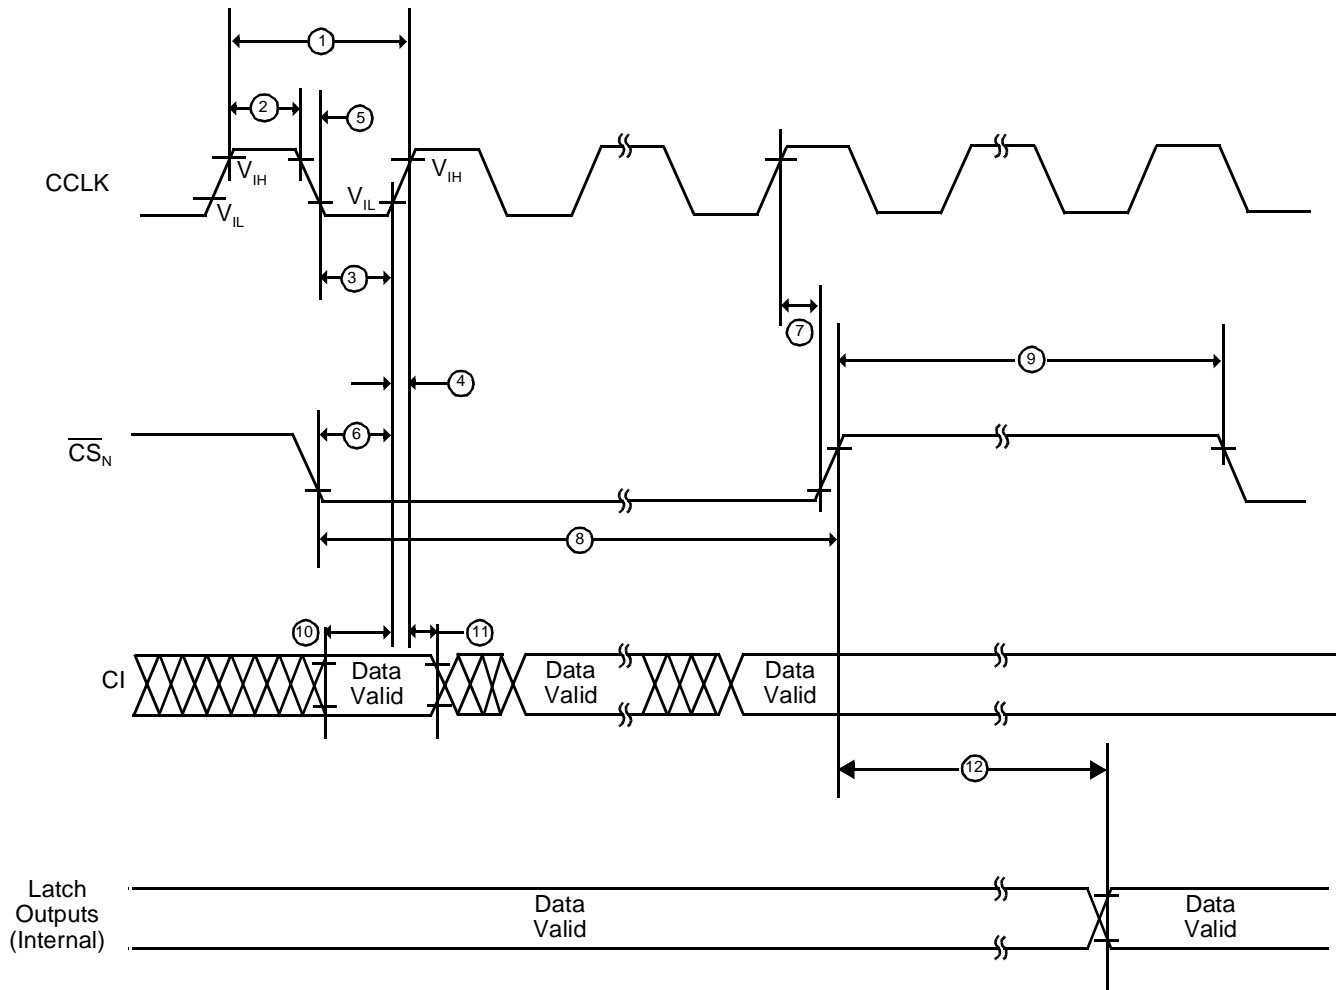 1
2
5
CCLK
VIH
VIL
VIL
VIH
3
7
4
9
6
CSN
8
10
11
CI
Data
Valid
Data
Valid
Data
Valid
12
Latch
Outputs
(Internal)
Data
Valid
Data
Valid